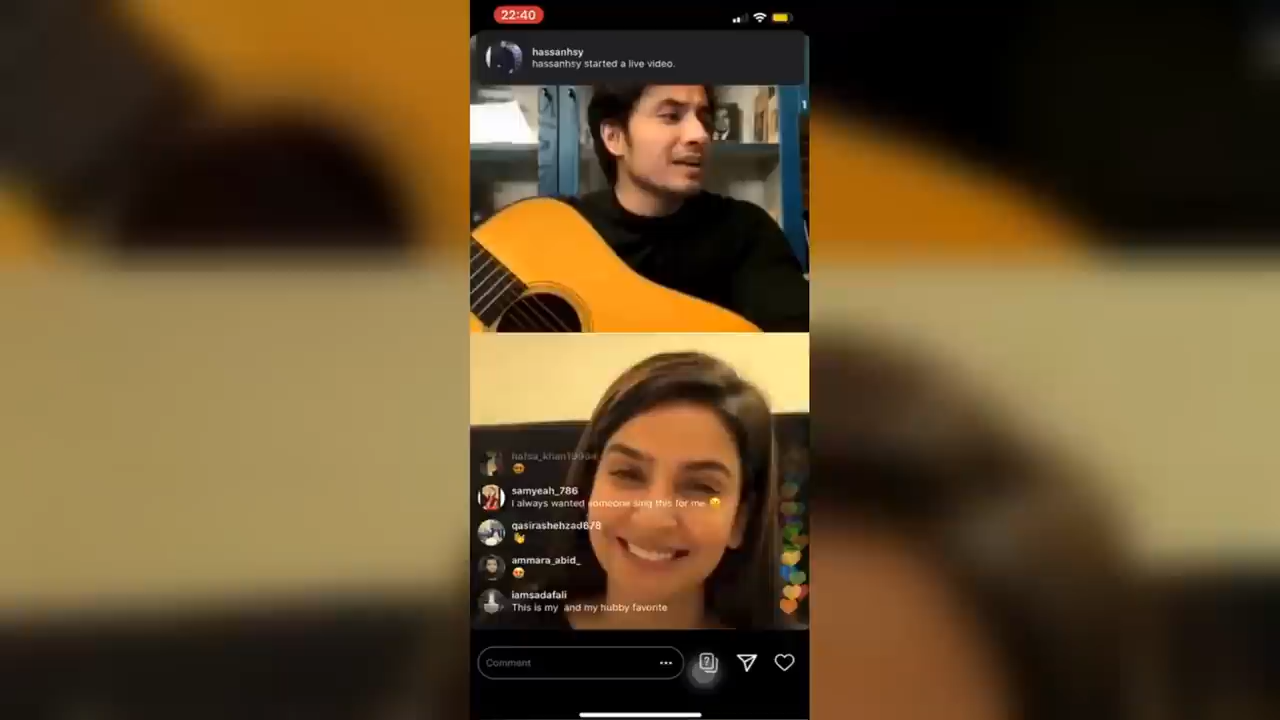 22:40
hassanhsy
hassanhsy started a live video.
samyeah_786
I always wanted someone sing this for me
qasirashehzad678
ammara_abid_
iamsadafali
This is my and my hubby favorite
Comment